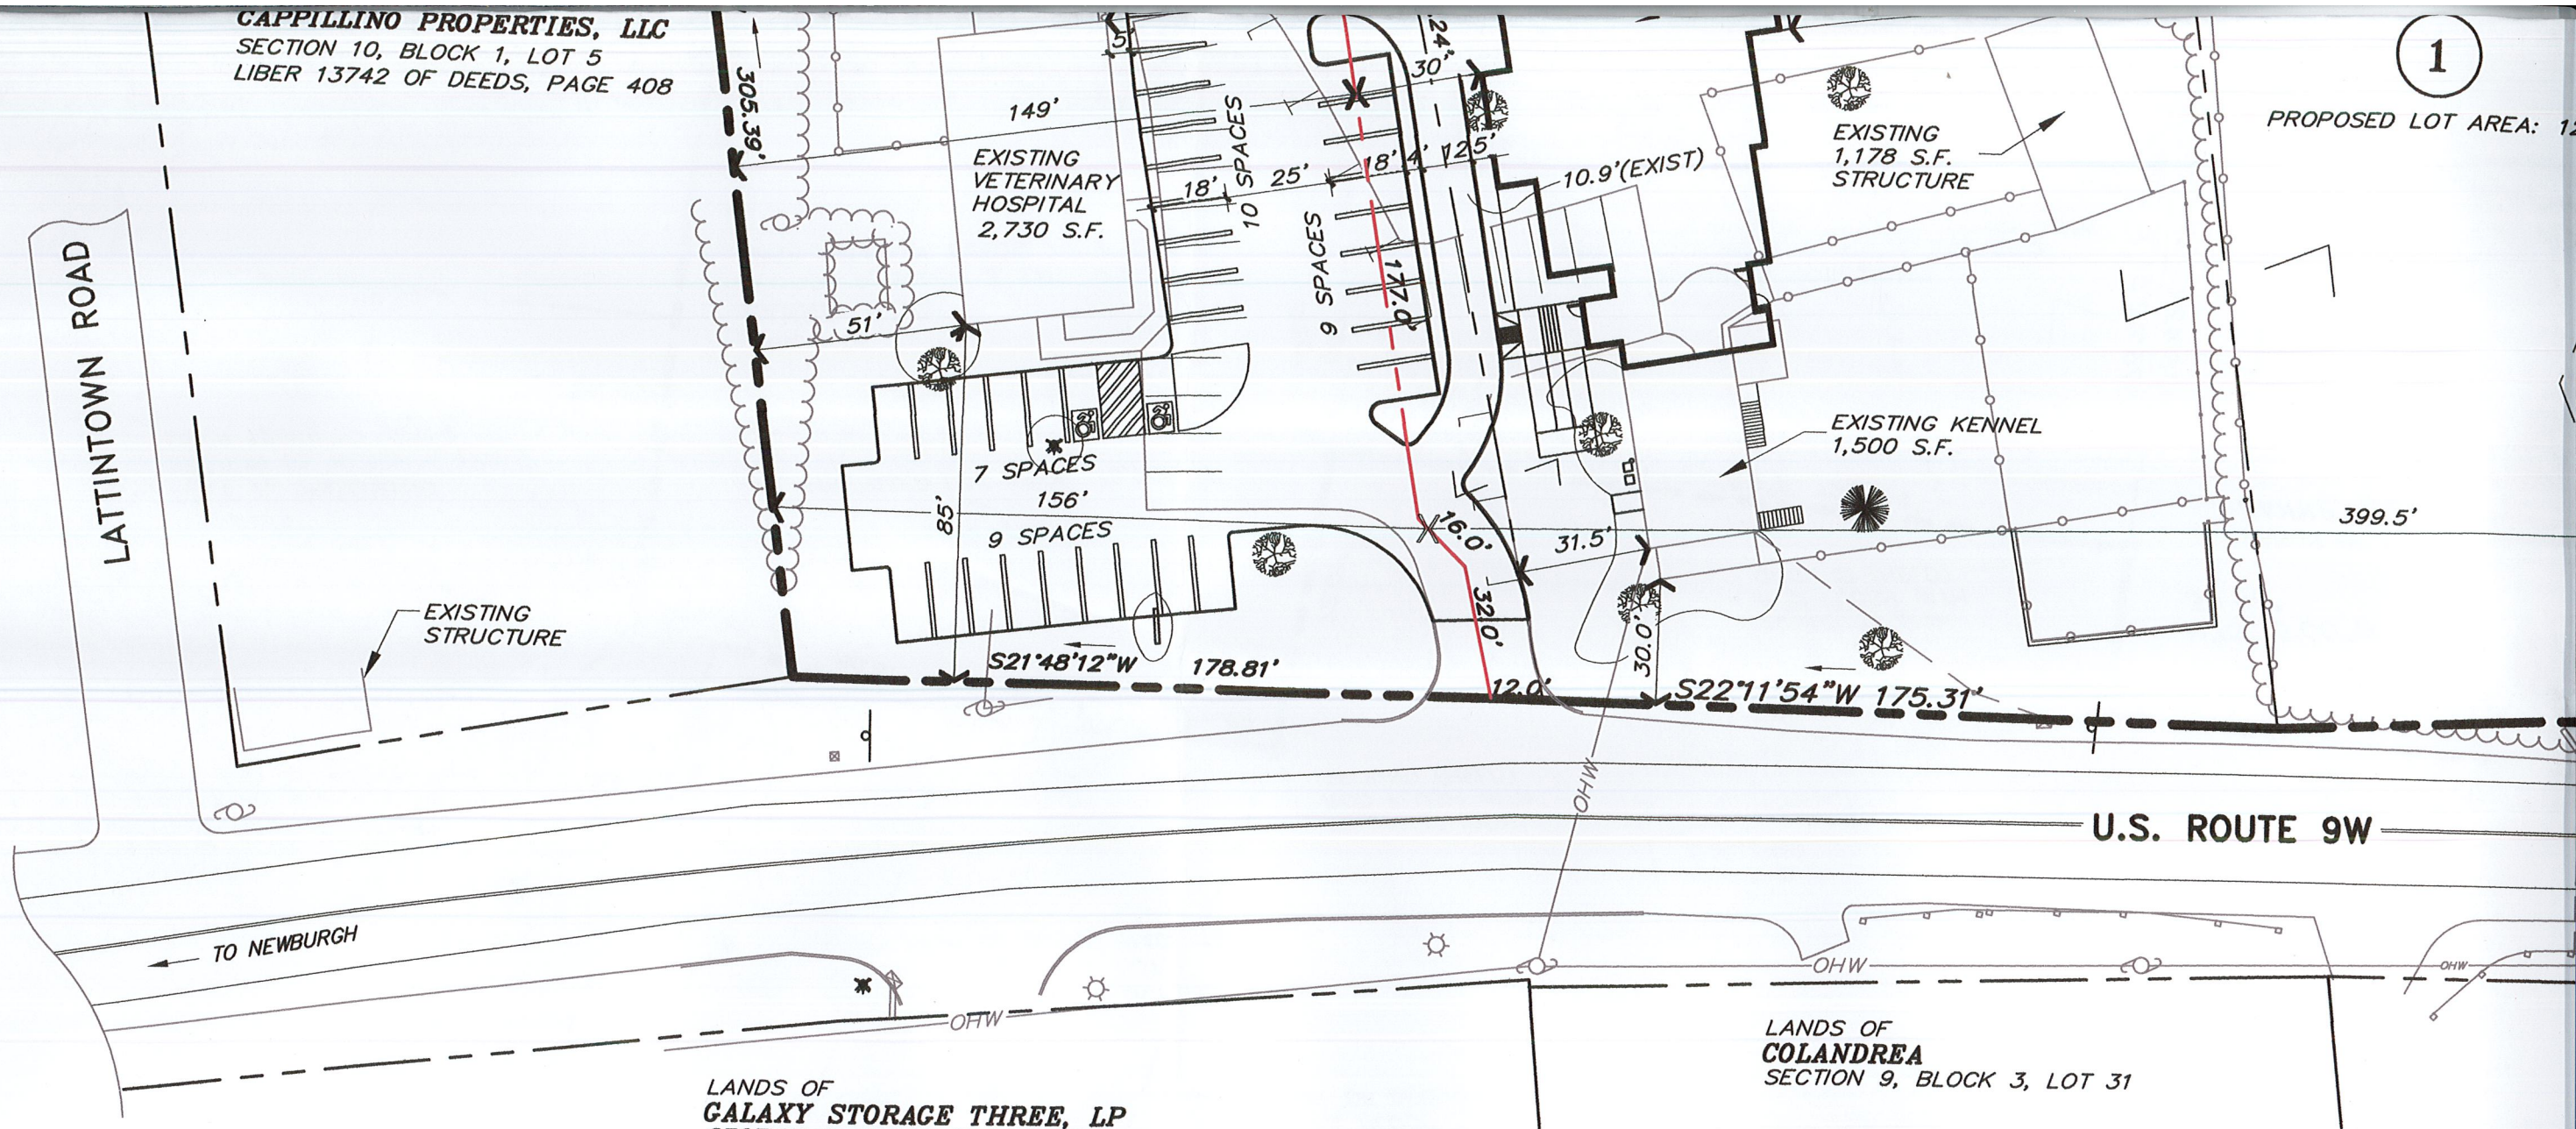 CAPPILLINO PROPERTIES, LLC
SECTION 10, BLOCK 1, LOT 5
LIBER 13742 OF DEEDS, PAGE 408
305.39'
149'
5'
24'
30'
1
PROPOSED LOT AREA:
EXISTING
VETERINARY
HOSPITAL
2,730 S.F.
18'
10 SPACES
25'
18'
4'
10.9'(EXIST)
EXISTING
1,178 S.F.
STRUCTURE
9 SPACES
177.0'
LATTINTOWN ROAD
51'
7 SPACES
156'
9 SPACES
85'
16.0'
31.5'
EXISTING KENNEL
1,500 S.F.
399.5'
EXISTING
STRUCTURE
32.0'
30.0'
S21°48'12"W 178.81'
12.0'
S22°11'54"W 175.31'
OHW
U.S. ROUTE 9W
TO NEWBURGH
OHW
OHW
OHW
LANDS OF
COLANDREA
SECTION 9, BLOCK 3, LOT 31
LANDS OF
GALAXY STORAGE THREE, LP